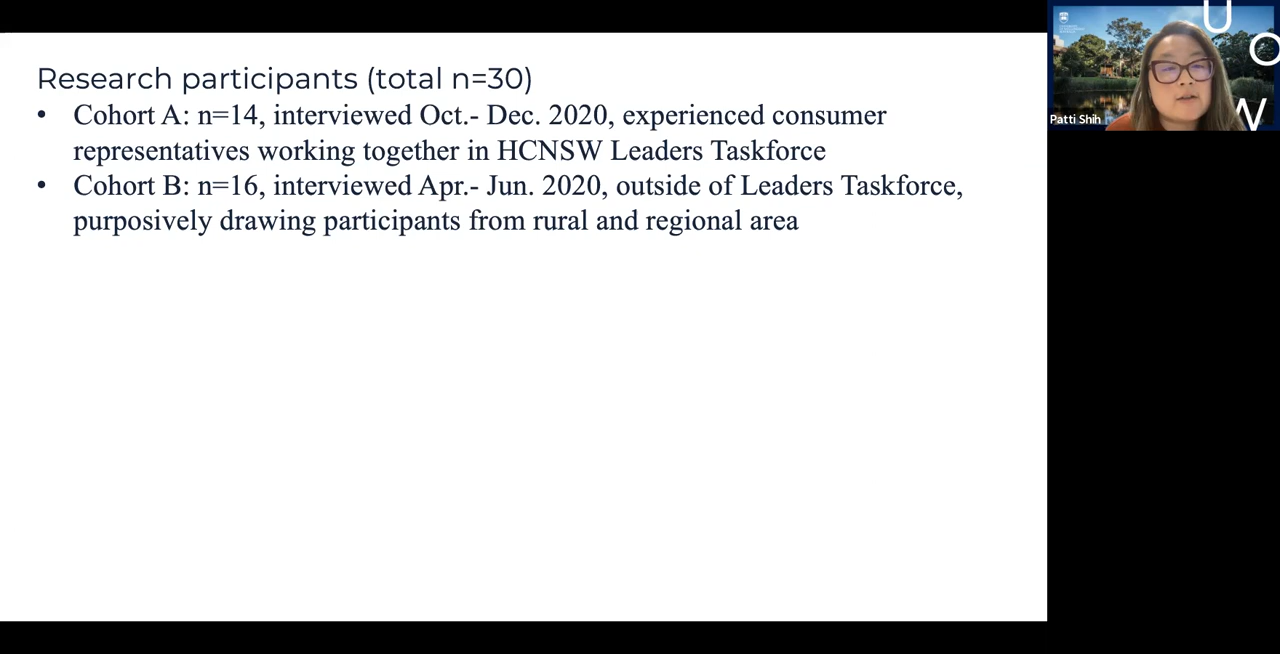 Research participants (total n=30)
• Cohort A: n=14, interviewed Oct.- Dec. 2020, experienced consumer
representatives working together in HCNSW Leaders Taskforce
• Cohort B: n=16, interviewed Apr.- Jun. 2020, outside of Leaders Taskforce,
purposively drawing participants from rural and regional area
U
O
W
Patti Shih